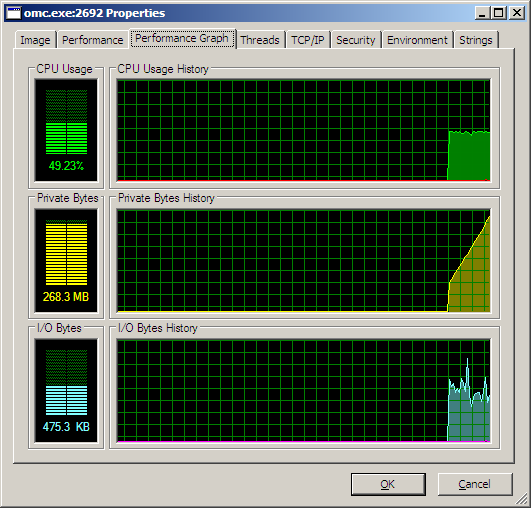 omc.exe:2692 Properties
Image Performance Performance Graph Threads TCP/IP Security Environment Strings
CPU Usage CPU Usage History
49.23%
Private Bytes Private Bytes History
268.3 MB
I/O Bytes I/O Bytes History
475.3 KB
OK Cancel